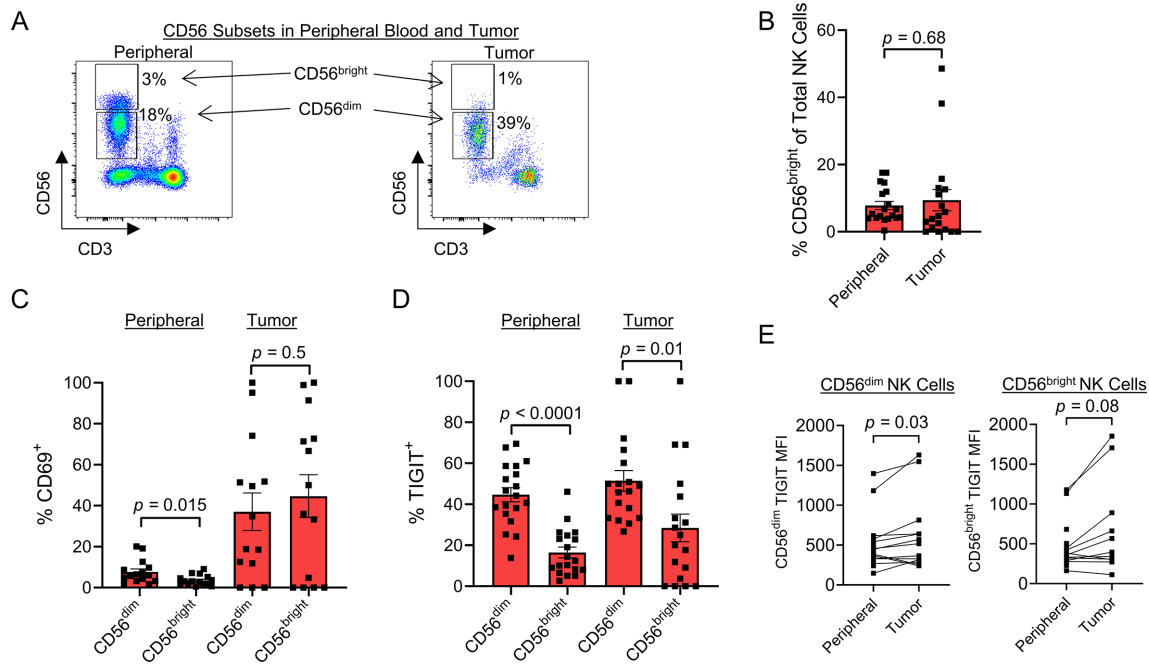 A
CD56 Subsets in Peripheral Blood and Tumor
Peripheral
Tumor
3%
CD56bright
1%
18%
CD56dim
39%
CD56
CD3
CD56
CD3
B
% CD56bright of Total NK Cells
p = 0.68
60
40
20
0
Peripheral
Tumor
C
Peripheral
Tumor
p = 0.5
p = 0.015
% CD69+
100
80
60
40
20
0
CD56dim
CD56bright
CD56dim
CD56bright
D
Peripheral
Tumor
p = 0.01
p < 0.0001
% TIGIT+
100
80
60
40
20
0
CD56dim
CD56bright
CD56dim
CD56bright
E
CD56dim NK Cells
p = 0.03
CD56dim TIGIT MFI
2000
1500
1000
500
0
Peripheral
Tumor
CD56bright NK Cells
p = 0.08
CD56bright TIGIT MFI
2000
1500
1000
500
0
Peripheral
Tumor